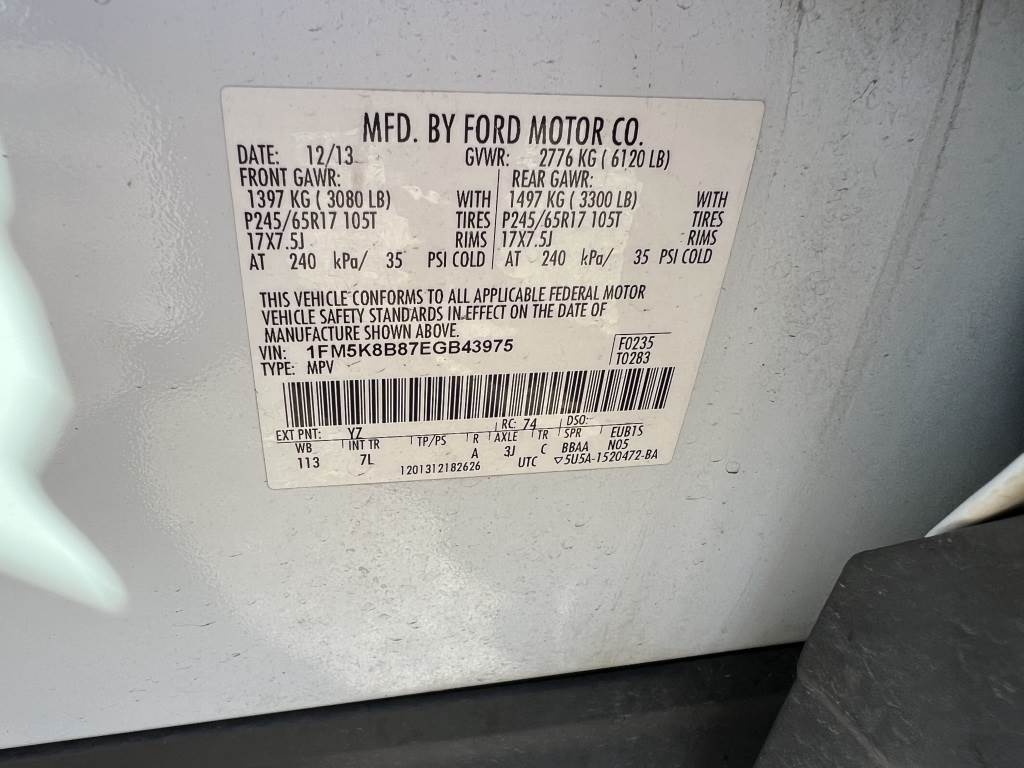 MFD. BY FORD MOTOR CO.
DATE: 12/13 GVWR: 2776 KG ( 6120 LB)
FRONT GAWR: REAR GAWR:
1397 KG ( 3080 LB) WITH 1497 KG ( 3300 LB) WITH
P245/65R17 105T TIRES P245/65R17 105T TIRES
17X7.5J RIMS 17X7.5J RIMS
AT 240 kPa/ 35 PSI COLD AT 240 kPa/ 35 PSI COLD
THIS VEHICLE CONFORMS TO ALL APPLICABLE FEDERAL MOTOR
VEHICLE SAFETY STANDARDS IN EFFECT ON THE DATE OF
MANUFACTURE SHOWN ABOVE.
VIN: 1FM5K8B87EGB43975 F0235
TYPE: MPV T0283
EXT PNT: YZ RC: 74 DSO:
WB INT TR TP/PS R AXLE TR SPR EUB1S
113 7L A 3J C BBAA N05
1201312182626 UTC ▽5U5A-1520472-BA